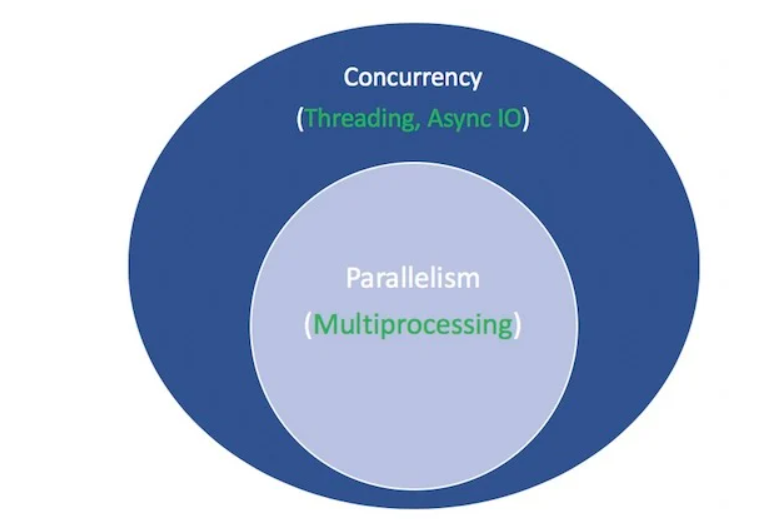 Concurrency
(Threading, Async IO)
Parallelism
(Multiprocessing)